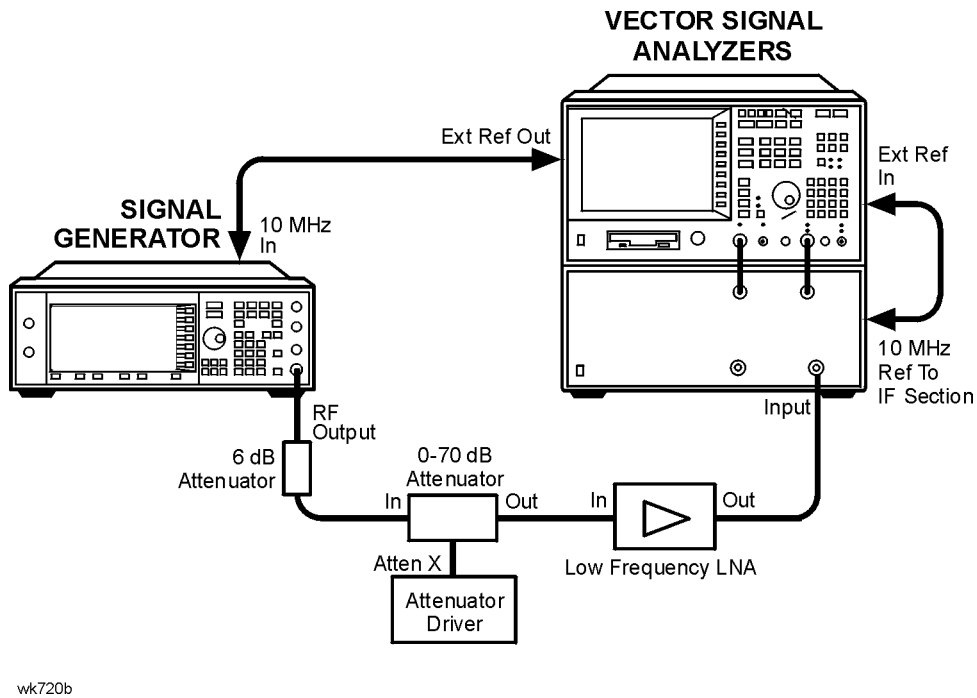 VECTOR SIGNAL
ANALYZERS
Ext Ref Out
Ext Ref
In
SIGNAL
GENERATOR
10 MHz
In
10 MHz
Ref To
IF Section
Input
RF
Output
6 dB
Attenuator
0-70 dB
Attenuator
In
Out
In
Out
Atten X
Low Frequency LNA
Attenuator
Driver
wk720b